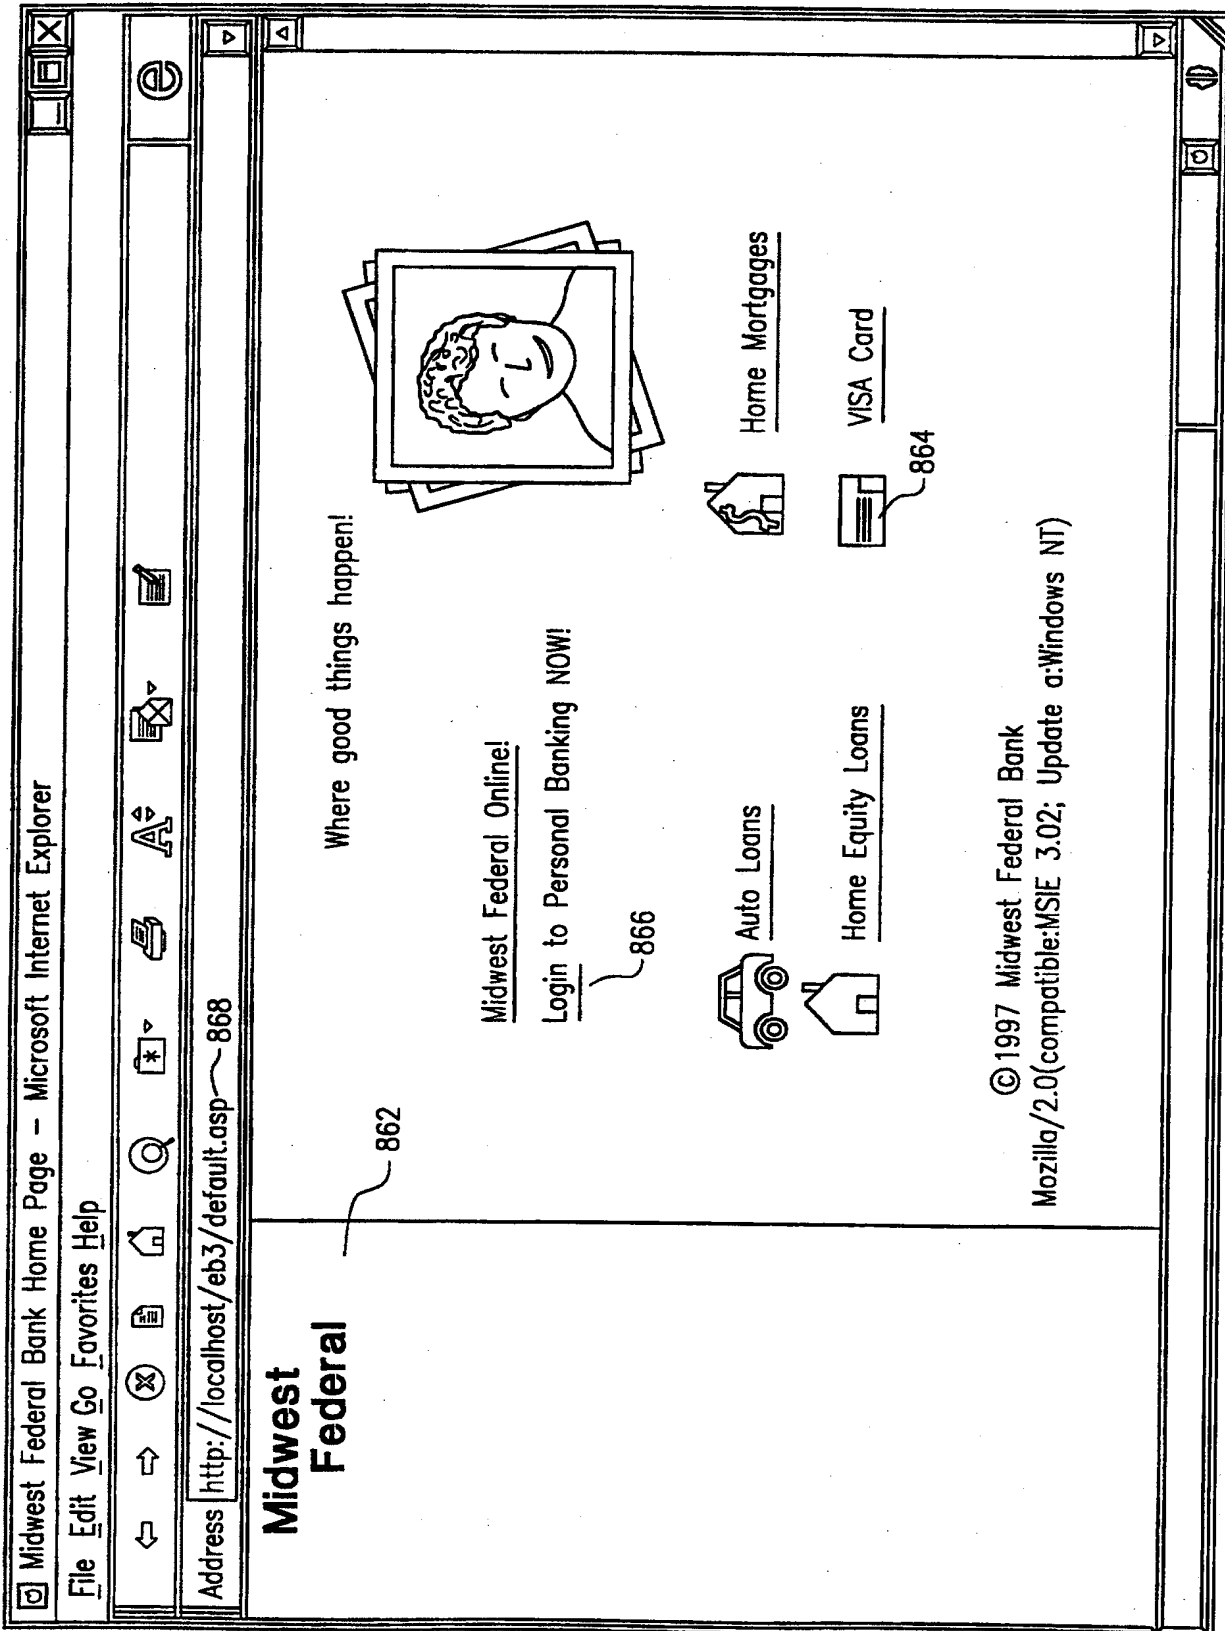 Midwest Federal Bank Home Page – Microsoft Internet Explorer
File Edit View Go Favorites Help
Address http://localhost/eb3/default.asp 868
Midwest
Federal
862
Where good things happen!
Midwest Federal Online!
Login to Personal Banking NOW!
866
Auto Loans
Home Mortgages
Home Equity Loans
VISA Card
864
©1997 Midwest Federal Bank
Mozilla/2.0(compatible:MSIE 3.02; Update a:Windows NT)